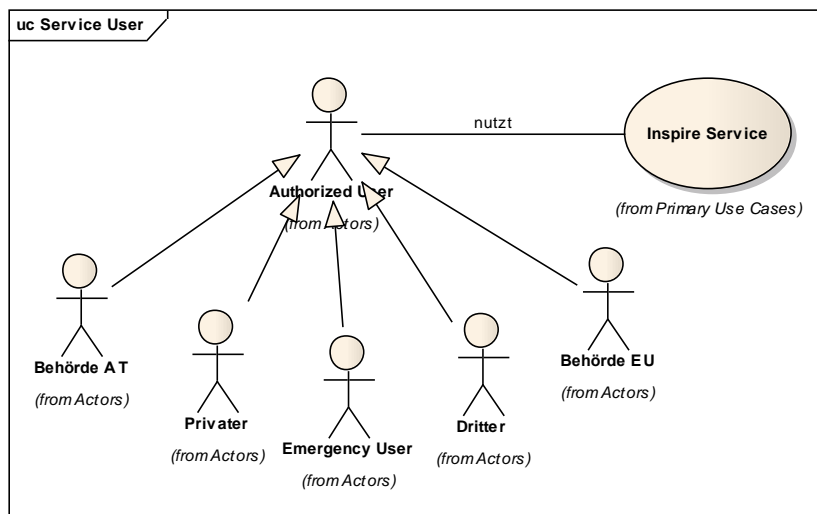 uc Service User
nutzt
Inspire Service
Authorized User
(from Primary Use Cases)
(from Actors)
Behörde AT
(from Actors)
Behörde EU
(from Actors)
Privater
(from Actors)
Dritter
(from Actors)
Emergency User
(from Actors)